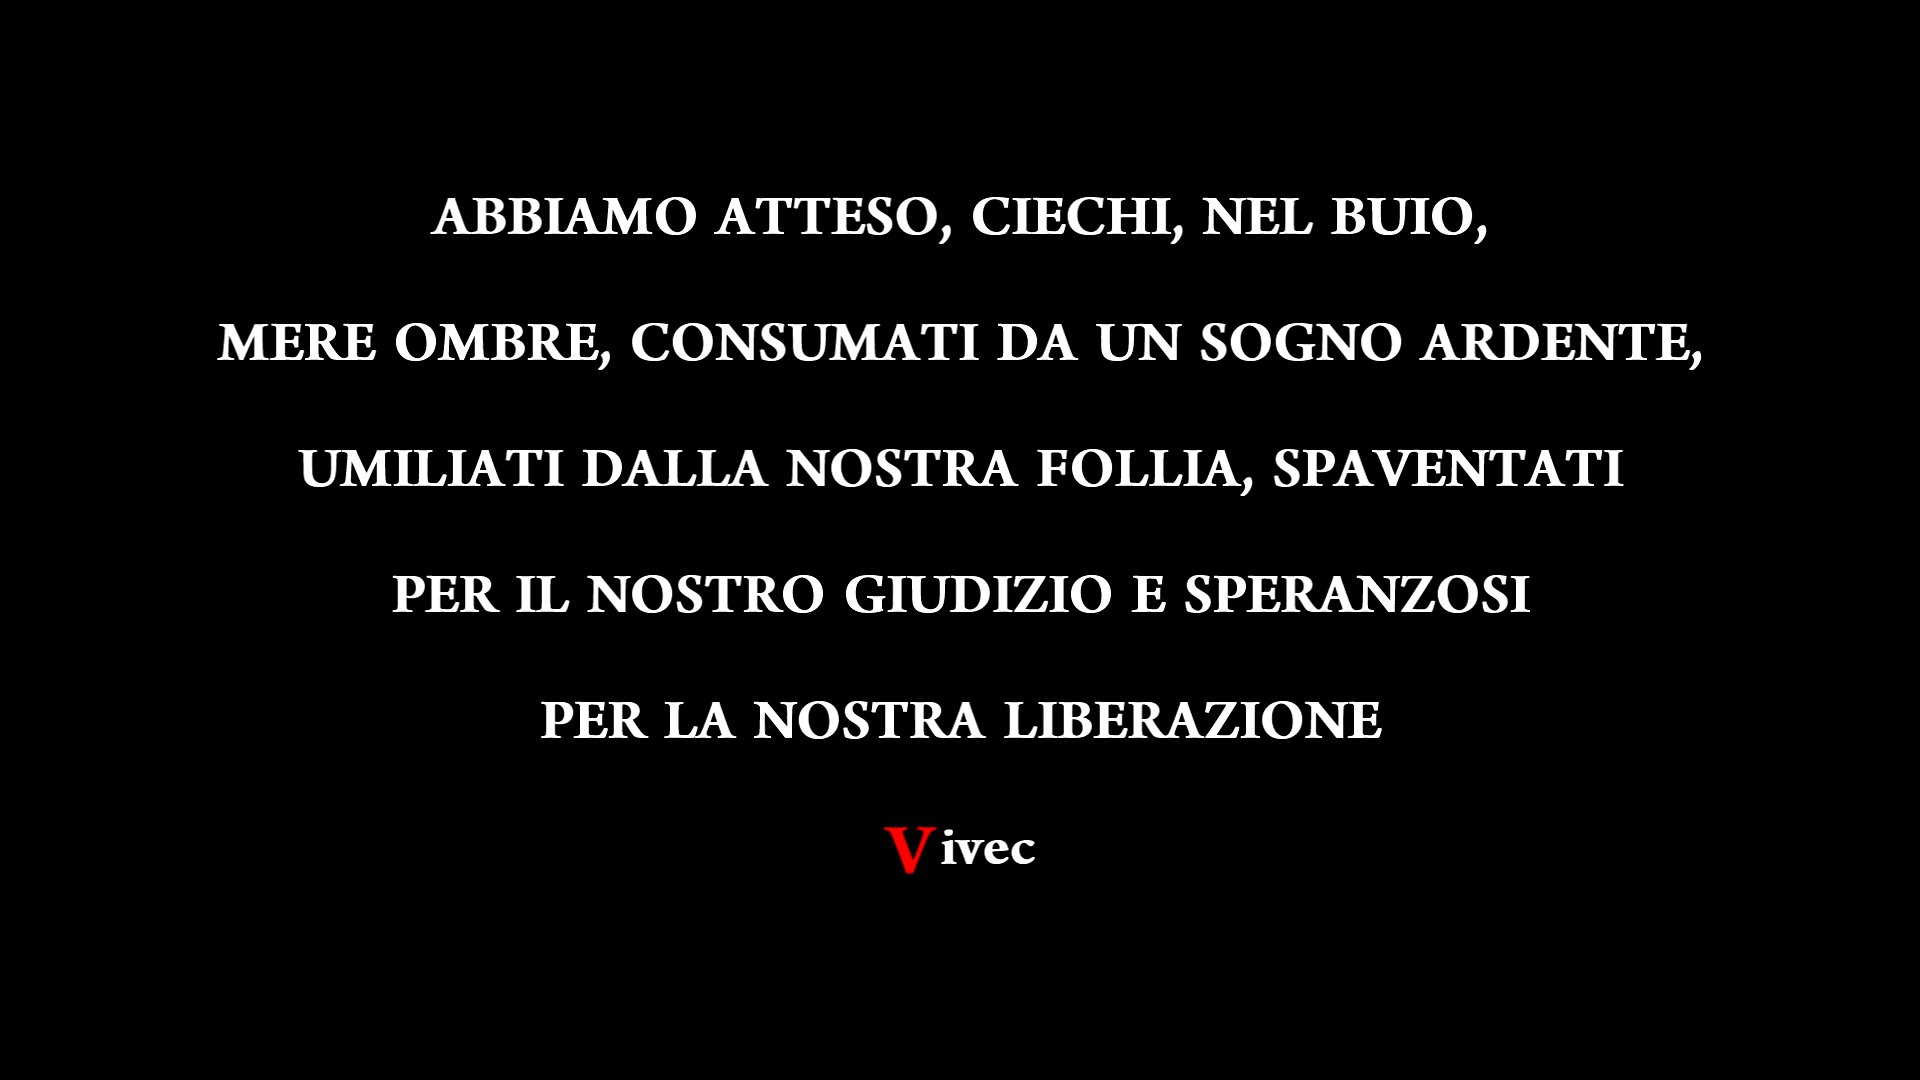 ABBIAMO ATTESO, CIECHI, NEL BUIO,
MERE OMBRE, CONSUMATI DA UN SOGNO ARDENTE,
UMILIATI DALLA NOSTRA FOLLIA, SPAVENTATI
PER IL NOSTRO GIUDIZIO E SPERANZOSI
PER LA NOSTRA LIBERAZIONE
Vivec